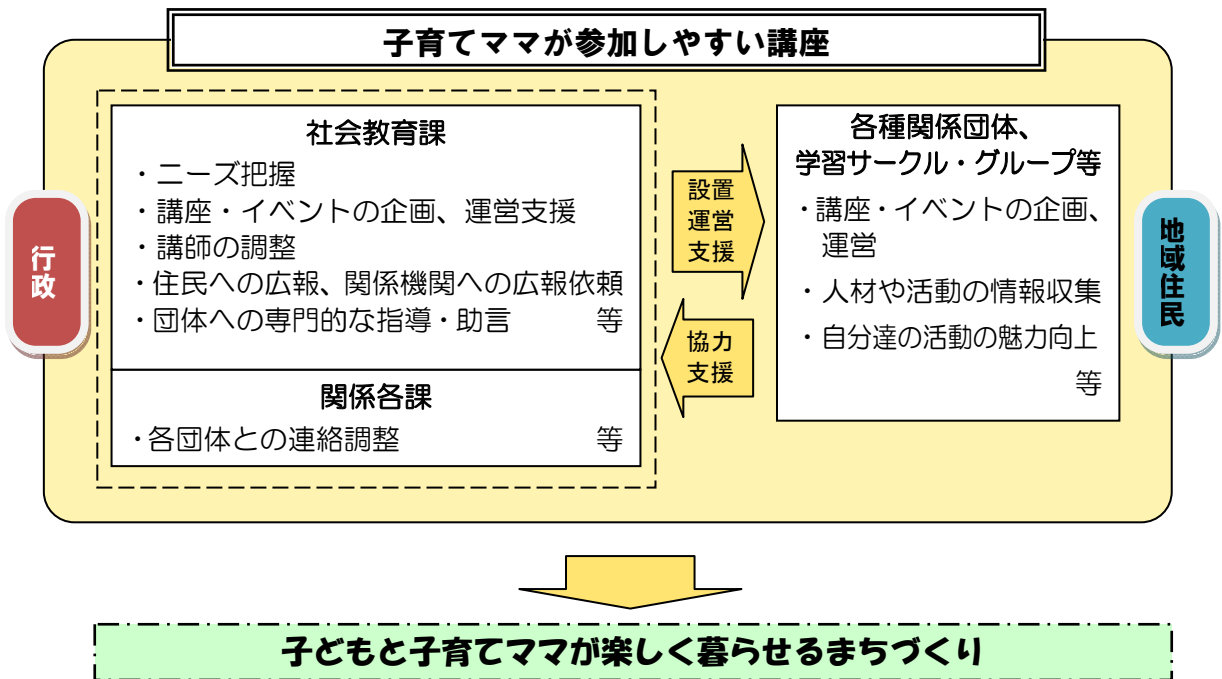 子育てママが参加しやすい講座
行政
社会教育課
・ニーズ把握
・講座・イベントの企画、運営支援
・講師の調整
・住民への広報、関係機関への広報依頼
・団体への専門的な指導・助言 等
関係各課
・各団体との連絡調整 等
設置
運営
支援
協力
支援
各種関係団体、
学習サークル・グループ等
・講座・イベントの企画、
運営
・人材や活動の情報収集
・自分達の活動の魅力向上
等
地域住民
子どもと子育てママが楽しく暮らせるまちづくり